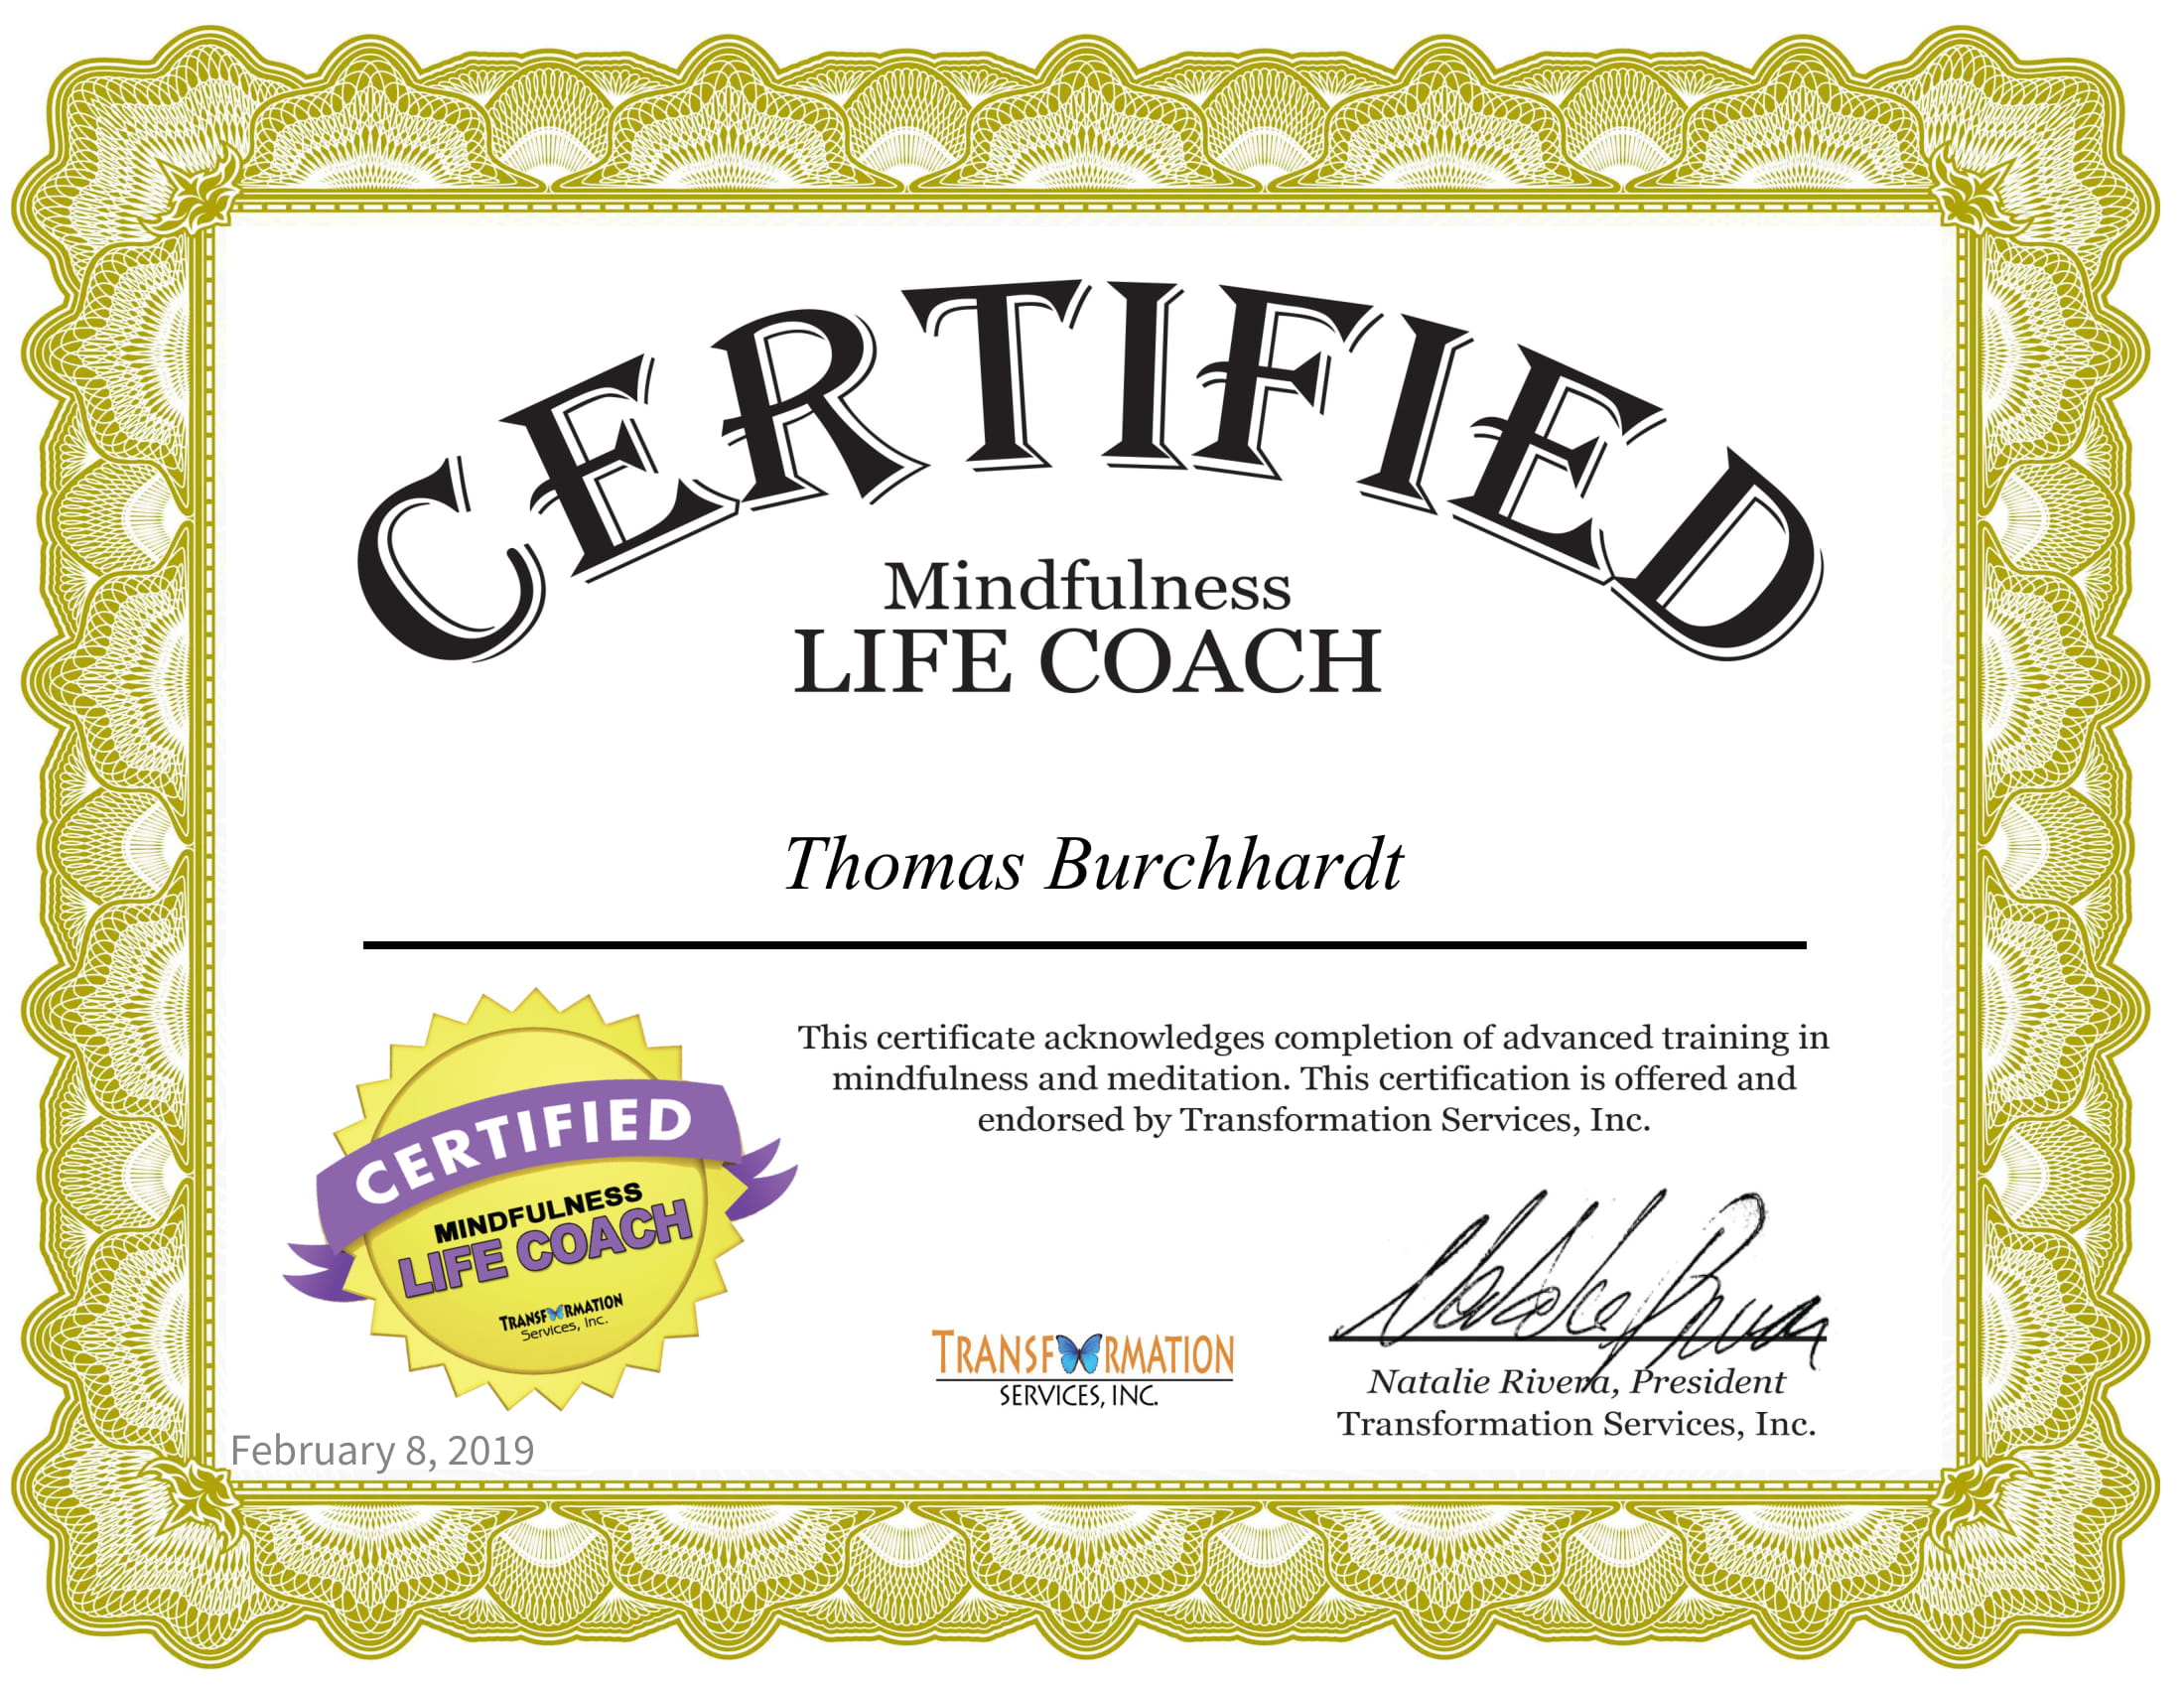 CERTIFIED
Mindfulness
LIFE COACH
Thomas Burchhardt
This certificate acknowledges completion of advanced training in
mindfulness and meditation. This certification is offered and
endorsed by Transformation Services, Inc.
CERTIFIED
MINDFULNESS
LIFE COACH
TRANSFORMATION
Services, Inc.
TRANSFORMATION
SERVICES, INC.
Natalie Rivera
Natalie Rivera, President
Transformation Services, Inc.
February 8, 2019